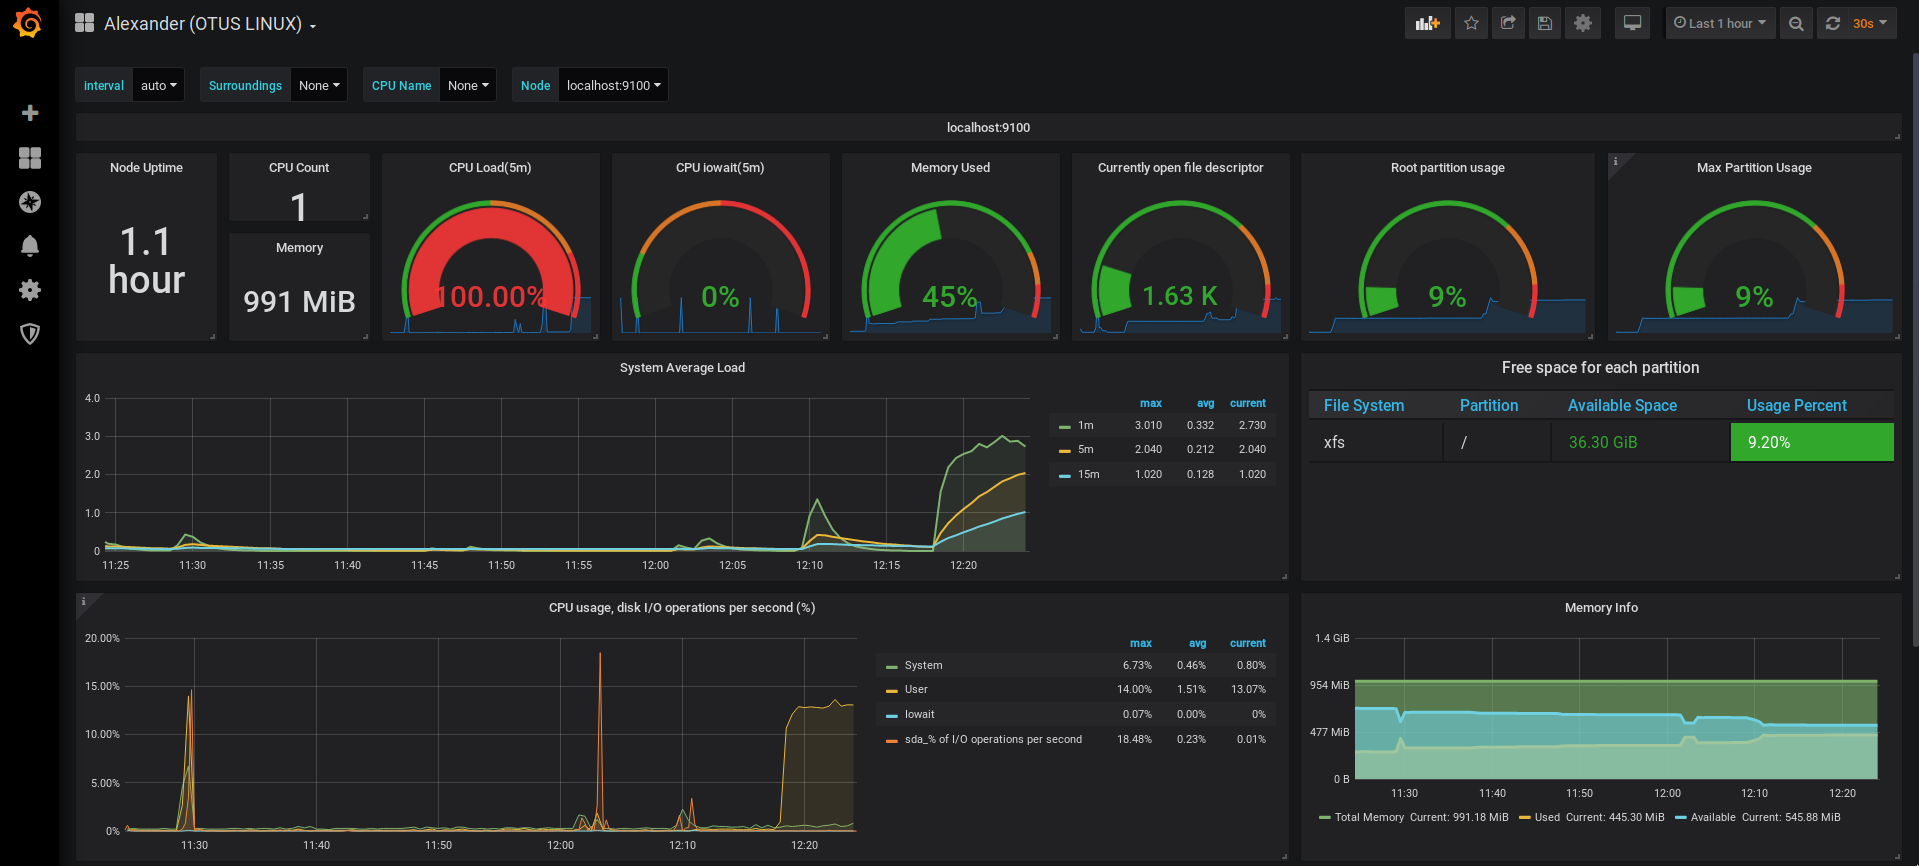 Alexander (OTUS LINUX)
Last 1 hour
30s
interval auto Surroundings None CPU Name None Node localhost:9100
localhost:9100
Node Uptime
1.1
hour
CPU Count
1
Memory
991 MiB
CPU Load(5m)
100.00%
CPU iowait(5m)
0%
Memory Used
45%
Currently open file descriptor
1.63 K
Root partition usage
9%
i
Max Partition Usage
9%
System Average Load
4.0
3.0
2.0
1.0
0
11:25 11:30 11:35 11:40 11:45 11:50 11:55 12:00 12:05 12:10 12:15 12:20
max avg current
1m 3.010 0.332 2.730
5m 2.040 0.212 2.040
15m 1.020 0.128 1.020
Free space for each partition
File System Partition Available Space Usage Percent
xfs / 36.30 GiB 9.20%
i
CPU usage, disk I/O operations per second (%)
20.00%
15.00%
10.00%
5.00%
0%
11:30 11:40 11:50 12:00 12:10 12:20
max avg current
System 6.73% 0.46% 0.80%
User 14.00% 1.51% 13.07%
Iowait 0.07% 0.00% 0%
sda_% of I/O operations per second 18.48% 0.23% 0.01%
Memory Info
1.4 GiB
954 MiB
477 MiB
0 B
11:30 11:40 11:50 12:00 12:10 12:20
Total Memory Current: 991.18 MiB Used Current: 445.30 MiB Available Current: 545.88 MiB